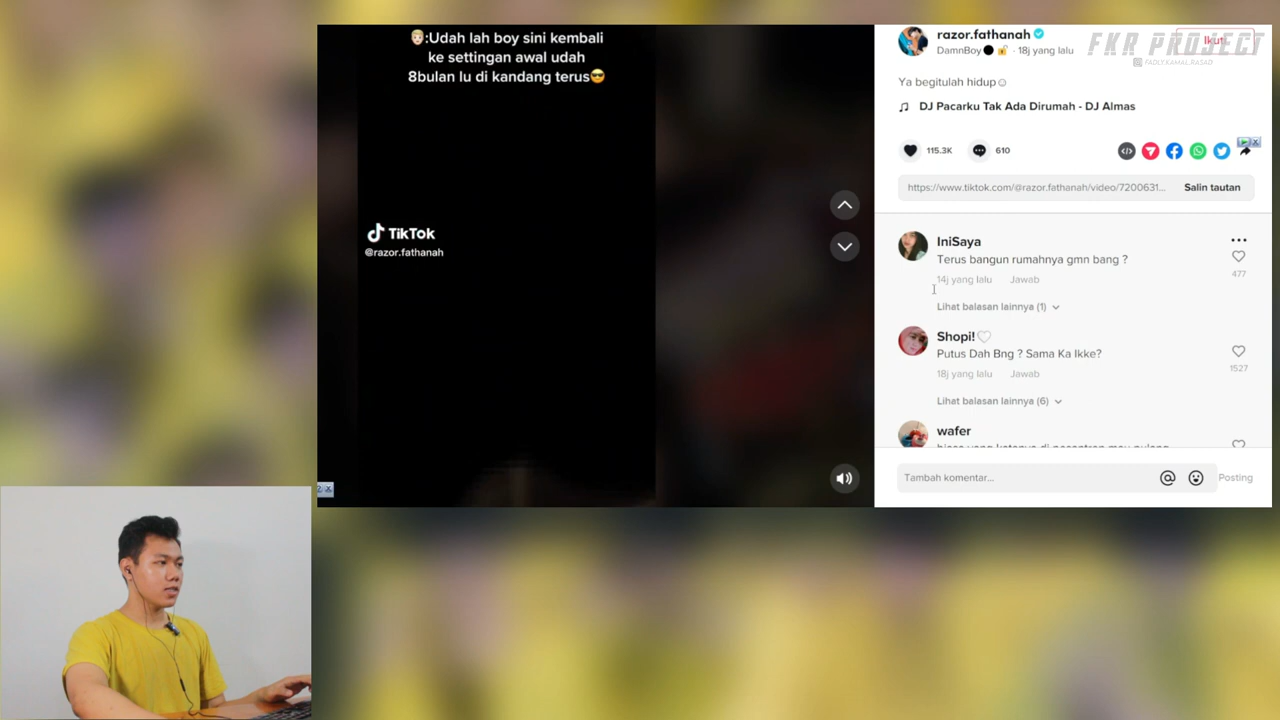 👨🏼:Udah lah boy sini kembali
ke settingan awal udah
8bulan lu di kandang terus😎
TikTok
@razor.fathanah
razor.fathanah
DamnBoy⚫🔓 · 18j yang lalu
Ikuti
FKR PROJECT
FADLY.KAMAL.RASAD
Ya begitulah hidup☺
DJ Pacarku Tak Ada Dirumah - DJ Almas
115.3K
610
https://www.tiktok.com/@razor.fathanah/video/7200631...
Salin tautan
IniSaya
Terus bangun rumahnya gmn bang ?
14j yang lalu
Jawab
477
Lihat balasan lainnya (1)
Shopi!🤍
Putus Dah Bng ? Sama Ka Ikke?
18j yang lalu
Jawab
1527
Lihat balasan lainnya (6)
wafer
Tambah komentar...
Posting